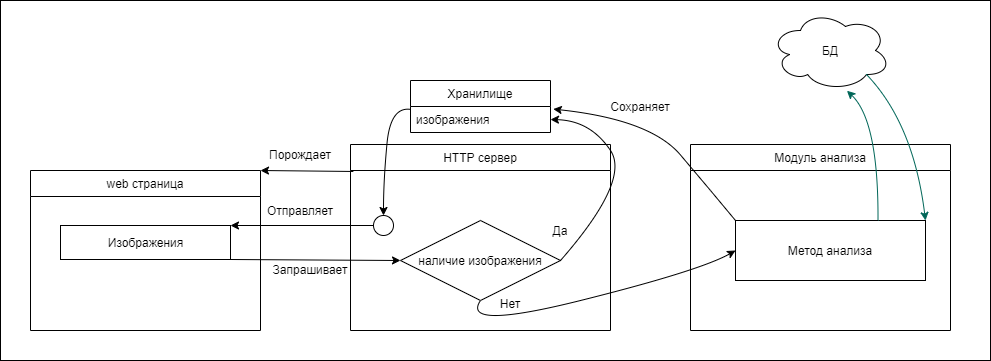 БД
Хранилище
изображения
Сохраняет
Порождает
HTTP сервер
Модуль анализа
web страница
Отправляет
Изображения
Да
наличие изображения
Метод анализа
Запрашивает
Нет